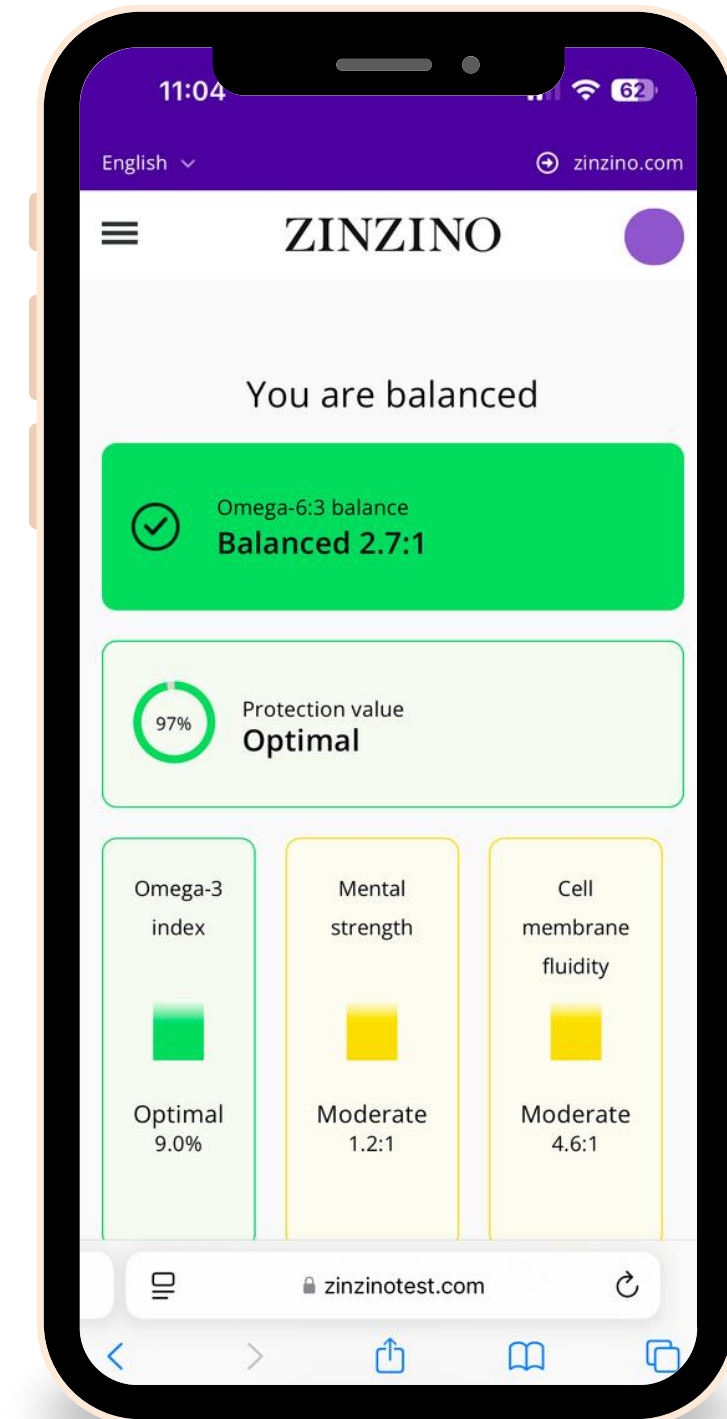 11:04
62
English
zinzino.com
ZINZINO
You are balanced
Omega-6:3 balance
Balanced 2.7:1
97%
Protection value
Optimal
Omega-3
index
Optimal
9.0%
Mental
strength
Moderate
1.2:1
Cell
membrane
fluidity
Moderate
4.6:1
zinzinotest.com